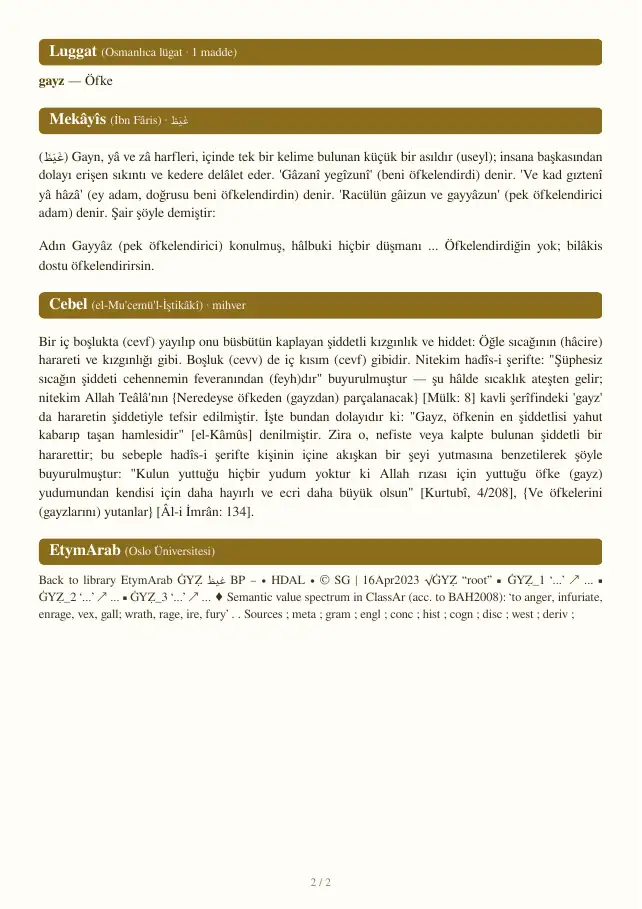 Luggat (Osmanlıca lügat · 1 madde)
gayz — Öfke
Mekâyîs (İbn Fâris) · غَيْظ
(غَيْظ) Gayn, yâ ve zâ harfleri, içinde tek bir kelime bulunan küçük bir asıldır (useyl); insana başkasından
dolayı erişen sıkıntı ve kedere delâlet eder. 'Gâzanî yegîzunî' (beni öfkelendirdi) denir. 'Ve kad gıztenî
yâ hâzâ' (ey adam, doğrusu beni öfkelendirdin) denir. 'Racülün gâizun ve gayyâzun' (pek öfkelendirici
adam) denir. Şair şöyle demiştir:
Adın Gayyâz (pek öfkelendirici) konulmuş, hâlbuki hiçbir düşmanı ... Öfkelendirdiğin yok; bilâkis
dostu öfkelendirirsin.
Cebel (el-Mu'cemü'l-İştikâkî) · mihver
Bir iç boşlukta (cevf) yayılıp onu büsbütün kaplayan şiddetli kızgınlık ve hiddet: Öğle sıcağının (hâcire)
harareti ve kızgınlığı gibi. Boşluk (cevv) de iç kısım (cevf) gibidir. Nitekim hadîs-i şerifte: "Şüphesiz
sıcağın şiddeti cehennemin feveranından (feyh)dır" buyurulmuştur — şu hâlde sıcaklık ateşten gelir;
nitekim Allah Teâlâ'nın {Neredeyse öfkeden (gayzdan) parçalanacak} [Mülk: 8] kavli şerîfindeki 'gayz'
da hararetin şiddetiyle tefsir edilmiştir. İşte bundan dolayıdır ki: "Gayz, öfkenin en şiddetlisi yahut
kabarıp taşan hamlesidir" [el-Kâmûs] denilmiştir. Zira o, nefiste veya kalpte bulunan şiddetli bir
hararettir; bu sebeple hadîs-i şerifte kişinin içine akışkan bir şeyi yutmasına benzetilerek şöyle
buyurulmuştur: "Kulun yuttuğu hiçbir yudum yoktur ki Allah rızası için yuttuğu öfke (gayz)
yudumundan kendisi için daha hayırlı ve ecri daha büyük olsun" [Kurtubî, 4/208], {Ve öfkelerini
(gayzlarını) yutanlar} [Âl-i İmrân: 134].
EtymArab (Oslo Üniversitesi)
Back to library EtymArab ĠYẒ غيظ BP – • HDAL • © SG | 16Apr2023 √ĠYẒ “root” ▪ ĠYẒ_1 ‘...’ ↗ ... ▪
ĠYẒ_2 ‘...’ ↗ ... ▪ ĠYẒ_3 ‘...’ ↗ ... ♦ Semantic value spectrum in ClassAr (acc. to BAH2008): ‘to anger, infuriate,
enrage, vex, gall; wrath, rage, ire, fury’ . . Sources ; meta ; gram ; engl ; conc ; hist ; cogn ; disc ; west ; deriv ;
2 / 2